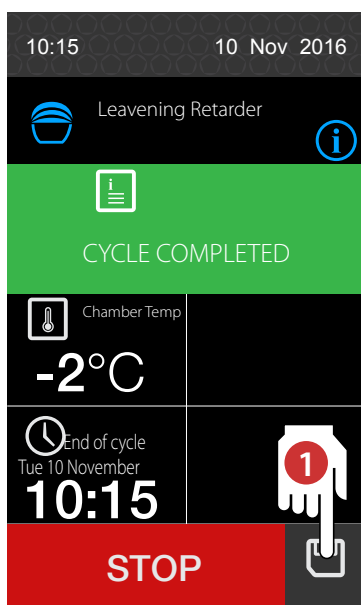 10:15 10 Nov 2016
Leavening Retarder
i
i
CYCLE COMPLETED
Chamber Temp
-2°C
End of cycle
Tue 10 November
10:15
1
STOP